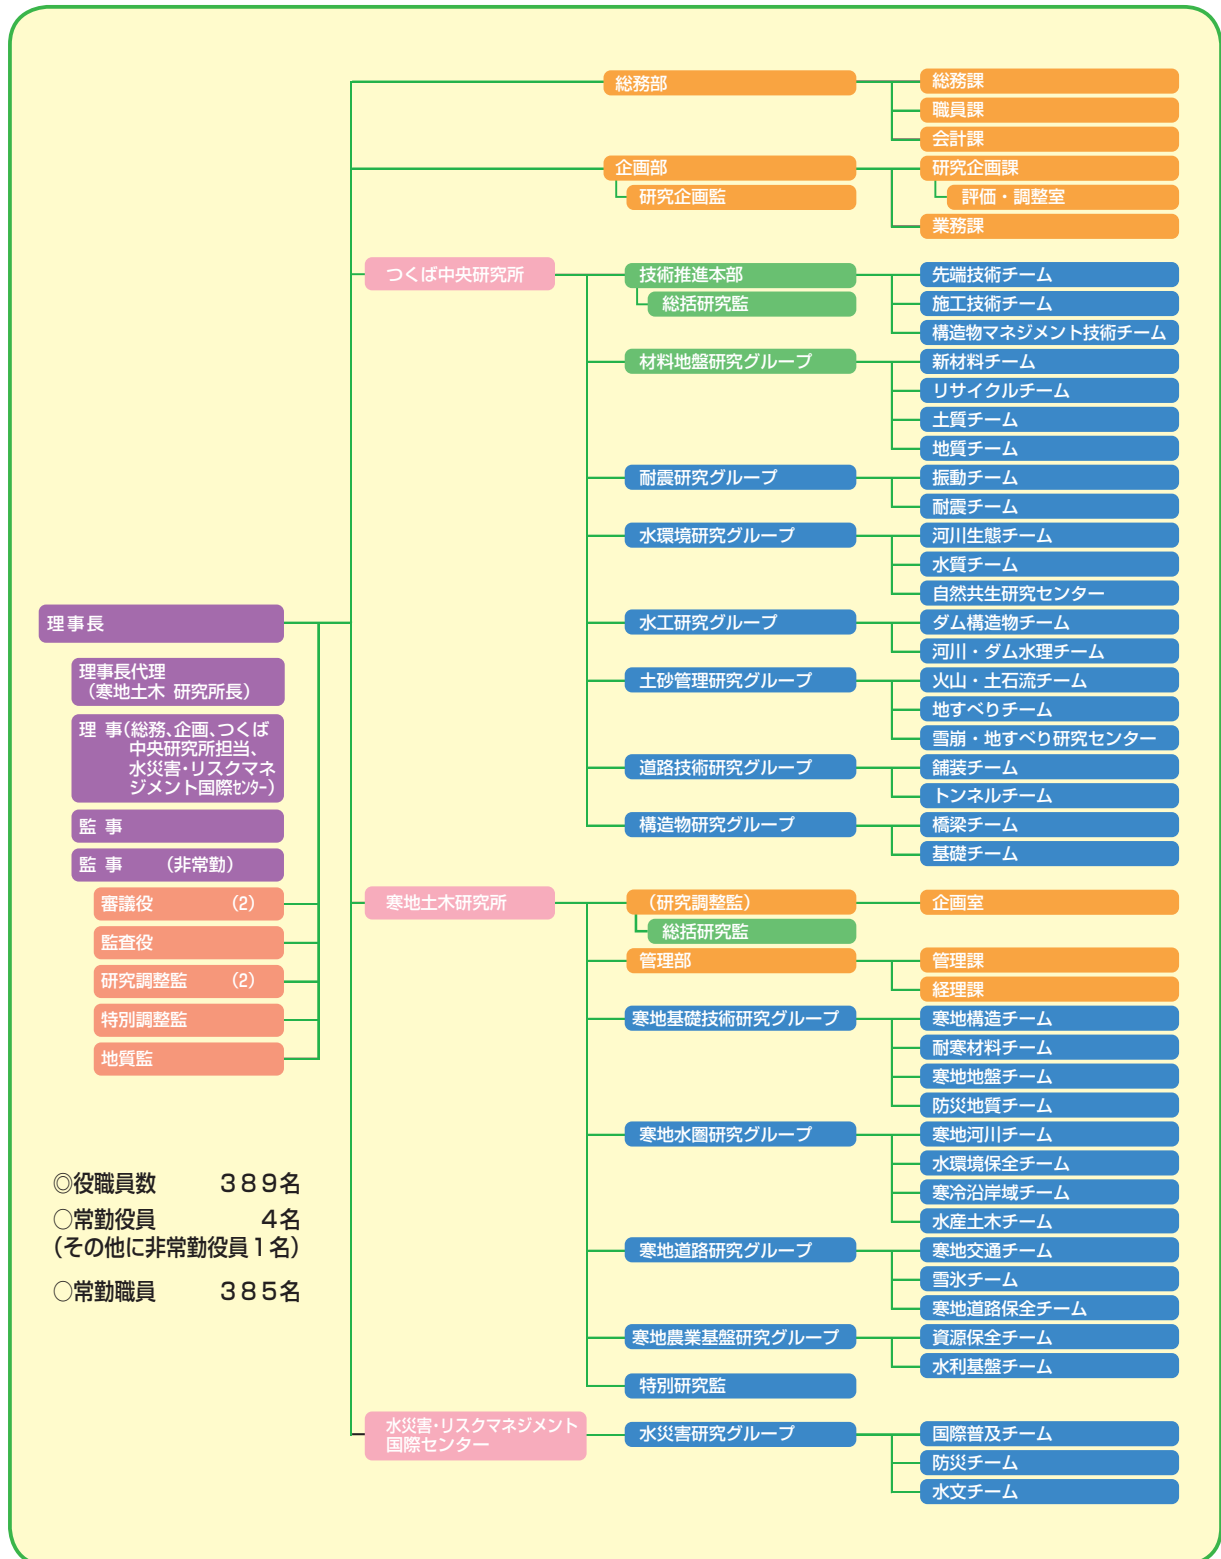 総務部
総務課
職員課
会計課
企画部
研究企画監
研究企画課
評価・調整室
業務課
つくば中央研究所
技術推進本部
総括研究監
先端技術チーム
施工技術チーム
構造物マネジメント技術チーム
材料地盤研究グループ
新材料チーム
リサイクルチーム
土質チーム
地質チーム
耐震研究グループ
振動チーム
耐震チーム
水環境研究グループ
河川生態チーム
水質チーム
自然共生研究センター
水工研究グループ
ダム構造物チーム
河川・ダム水理チーム
土砂管理研究グループ
火山・土石流チーム
地すべりチーム
雪崩・地すべり研究センター
道路技術研究グループ
舗装チーム
トンネルチーム
構造物研究グループ
橋梁チーム
基礎チーム
理事長
理事長代理
（寒地土木 研究所長）
理 事（総務、企画、つくば
中央研究所担当、
水災害・リスクマネ
ジメント国際ｾﾝﾀｰ）
監 事
監 事 （非常勤）
審議役 （2）
監査役
研究調整監 （2）
特別調整監
地質監
寒地土木研究所
（研究調整監）
総括研究監
企画室
管理部
管理課
経理課
寒地基礎技術研究グループ
寒地構造チーム
耐寒材料チーム
寒地地盤チーム
防災地質チーム
寒地水圏研究グループ
寒地河川チーム
水環境保全チーム
寒冷沿岸域チーム
水産土木チーム
寒地道路研究グループ
寒地交通チーム
雪氷チーム
寒地道路保全チーム
寒地農業基盤研究グループ
資源保全チーム
水利基盤チーム
特別研究監
水災害・リスクマネジメント
国際センター
水災害研究グループ
国際普及チーム
防災チーム
水文チーム
◎役職員数 ３８９名
○常勤役員 ４名
（その他に非常勤役員１名）
○常勤職員 ３８５名